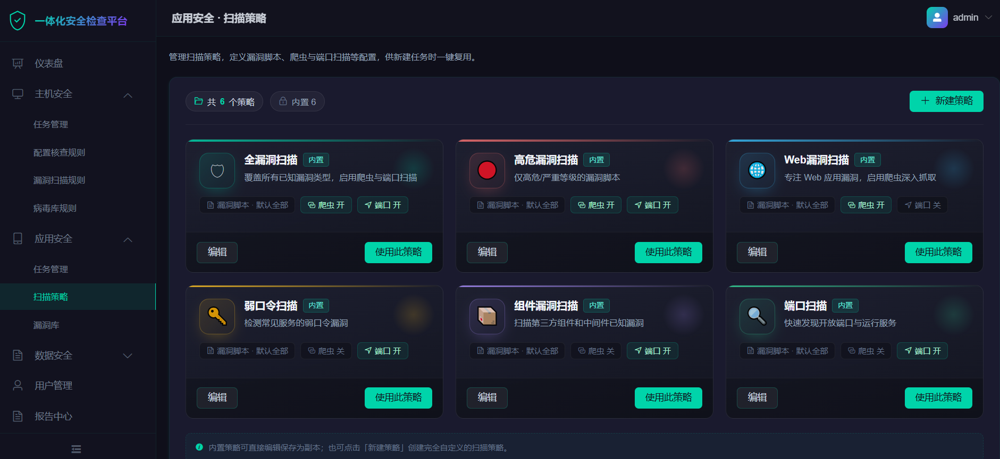 一体化安全检查平台
应用安全 · 扫描策略
admin
仪表盘
主机安全
任务管理
配置核查规则
漏洞扫描规则
病毒库规则
应用安全
任务管理
扫描策略
漏洞库
数据安全
用户管理
报告中心
管理扫描策略，定义漏洞脚本、爬虫与端口扫描等配置，供新建任务时一键复用。
共 6 个策略
内置 6
新建策略
全漏洞扫描 内置
覆盖所有已知漏洞类型，启用爬虫与端口扫描
漏洞脚本 · 默认全部 爬虫 开 端口 开
编辑 使用此策略
高危漏洞扫描 内置
仅高危/严重等级的漏洞脚本
漏洞脚本 · 默认全部 爬虫 开 端口 开
编辑 使用此策略
Web漏洞扫描 内置
专注 Web 应用漏洞，启用爬虫深入抓取
漏洞脚本 · 默认全部 爬虫 开 端口 关
编辑 使用此策略
弱口令扫描 内置
检测常见服务的弱口令漏洞
漏洞脚本 · 默认全部 爬虫 关 端口 开
编辑 使用此策略
组件漏洞扫描 内置
扫描第三方组件和中间件已知漏洞
漏洞脚本 · 默认全部 爬虫 关 端口 开
编辑 使用此策略
端口扫描 内置
快速发现开放端口与运行服务
漏洞脚本 · 默认全部 爬虫 关 端口 开
编辑 使用此策略
内置策略可直接编辑保存为副本；也可点击「新建策略」创建完全自定义的扫描策略。